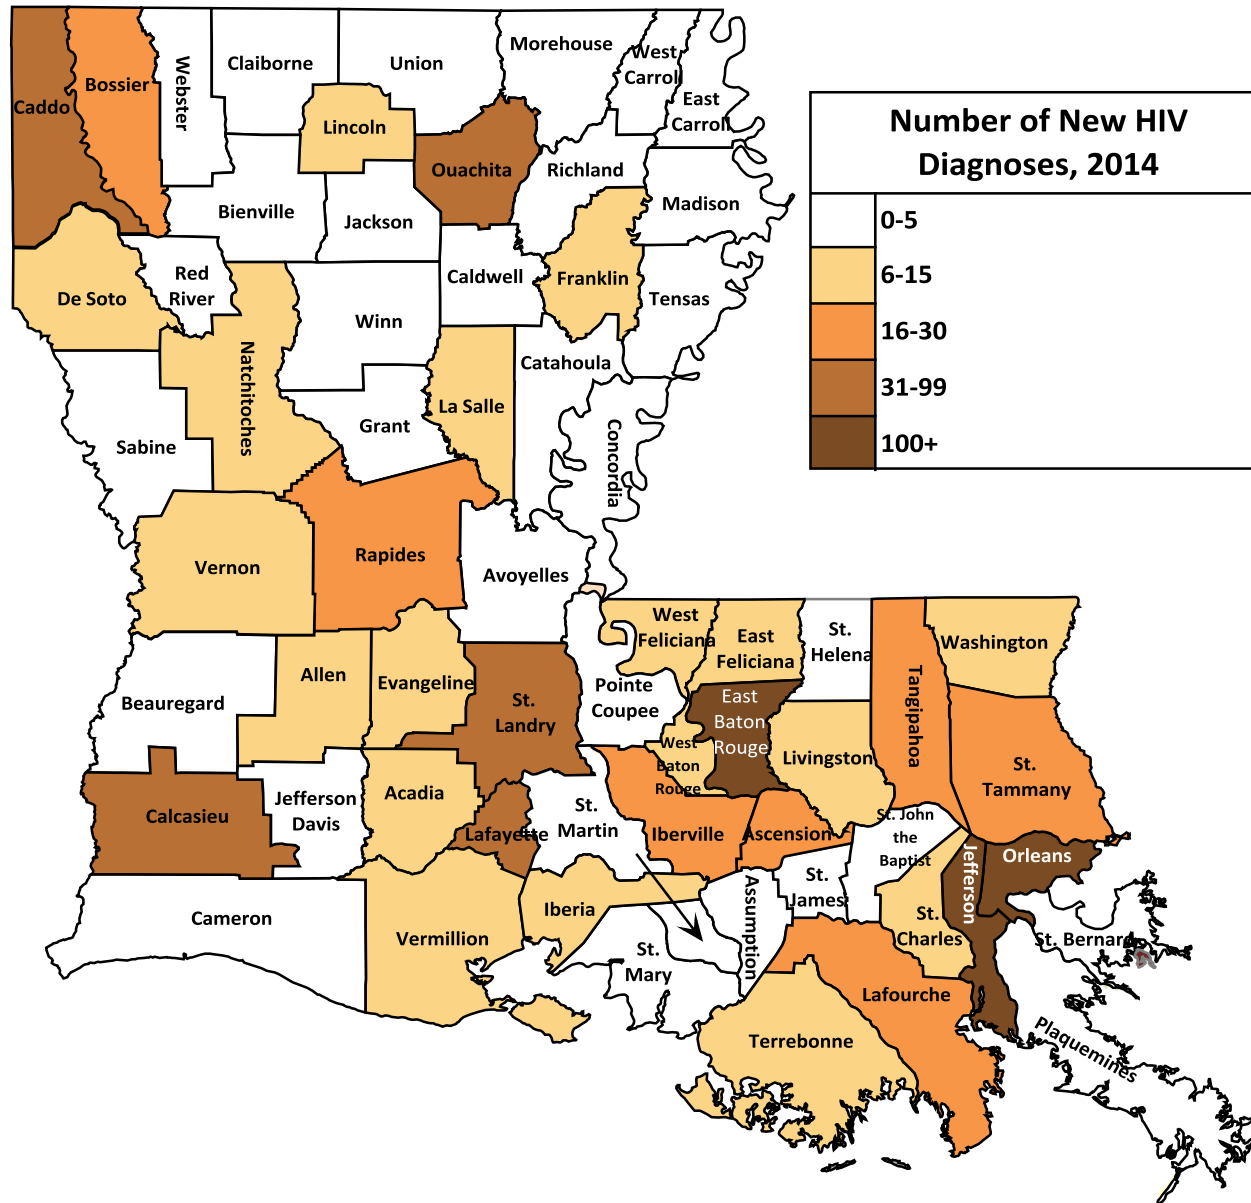 Number of New HIV
Diagnoses, 2014
0-5
6-15
16-30
31-99
100+
Caddo
Bossier
Webster
Claiborne
Union
Morehouse
West
Carroll
East
Carroll
Lincoln
Ouachita
Richland
Madison
Bienville
Jackson
De Soto
Red
River
Caldwell
Franklin
Tensas
Winn
Natchitoches
Catahoula
La Salle
Grant
Sabine
Concordia
Vernon
Rapides
Avoyelles
West
Feliciana
East
Feliciana
St.
Helena
Tangipahoa
Washington
Beauregard
Allen
Evangeline
St.
Landry
Pointe
Coupee
East
Baton
Rouge
West
Baton
Rouge
Livingston
St.
Tammany
Calcasieu
Jefferson
Davis
Acadia
Lafayette
St.
Martin
Iberville
Ascension
St. John
the
Baptist
Jefferson
Orleans
Cameron
Vermillion
Iberia
St.
Mary
Assumption
St.
James
St.
Charles
St. Bernard
Lafourche
Terrebonne
Plaquemines